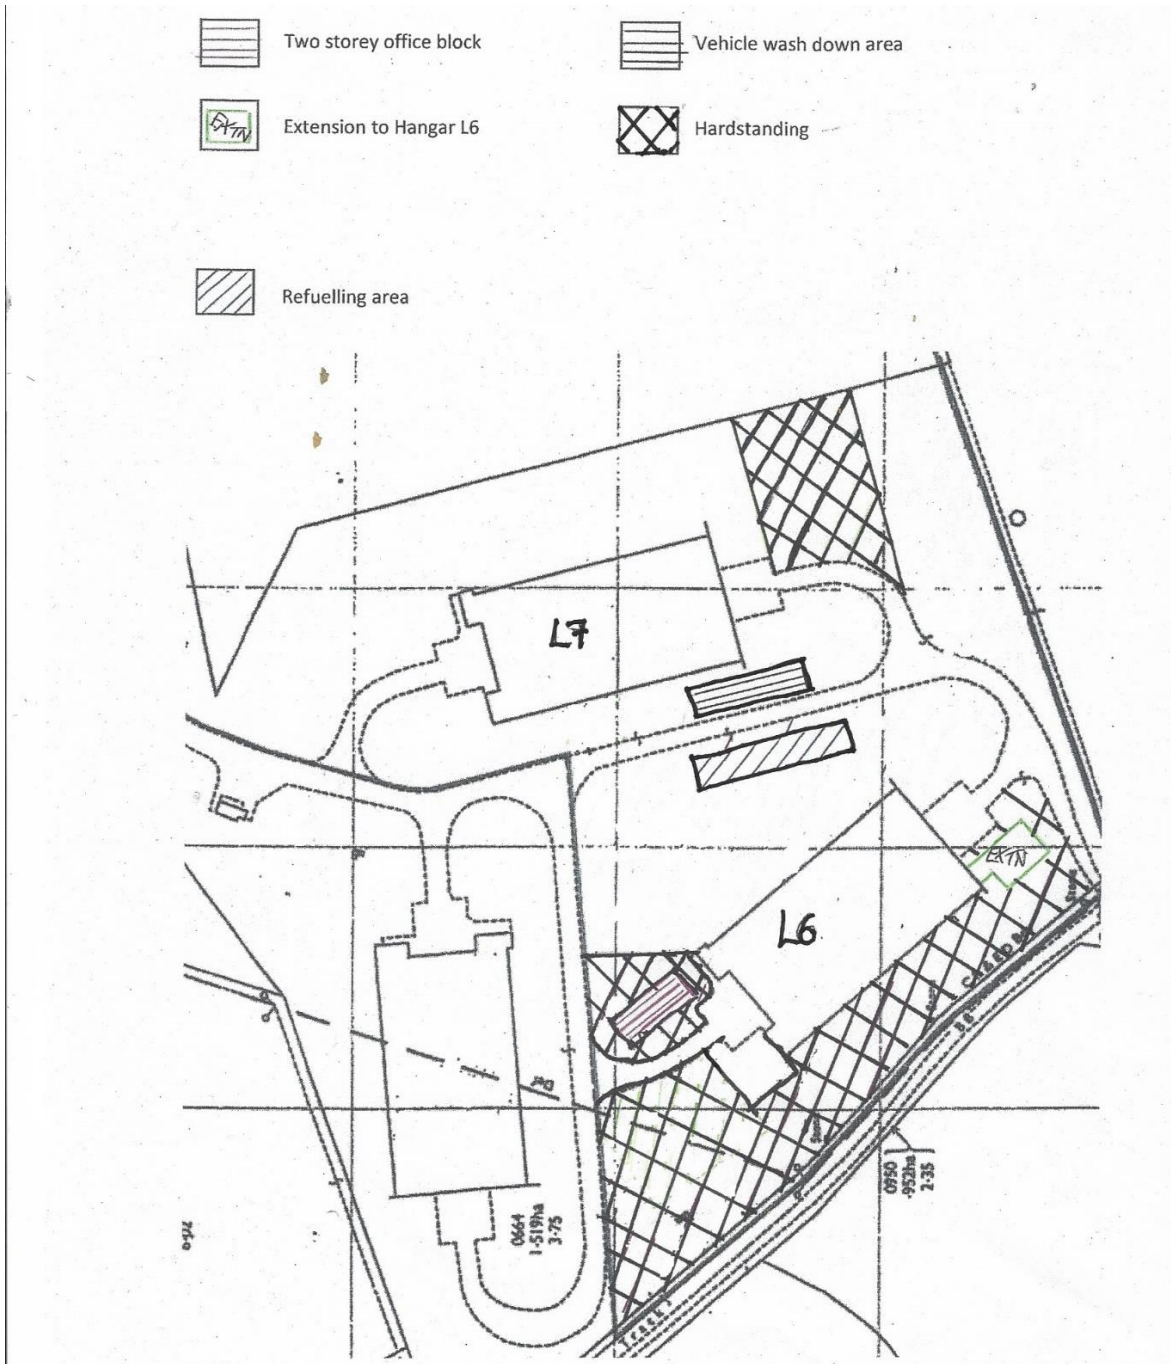 Two storey office block
Vehicle wash down area
EXTN
Extension to Hangar L6
Hardstanding
Refuelling area
L7
EXTN
L6
Track
0950
·952ha
2·35
0664
1·519ha
3·75